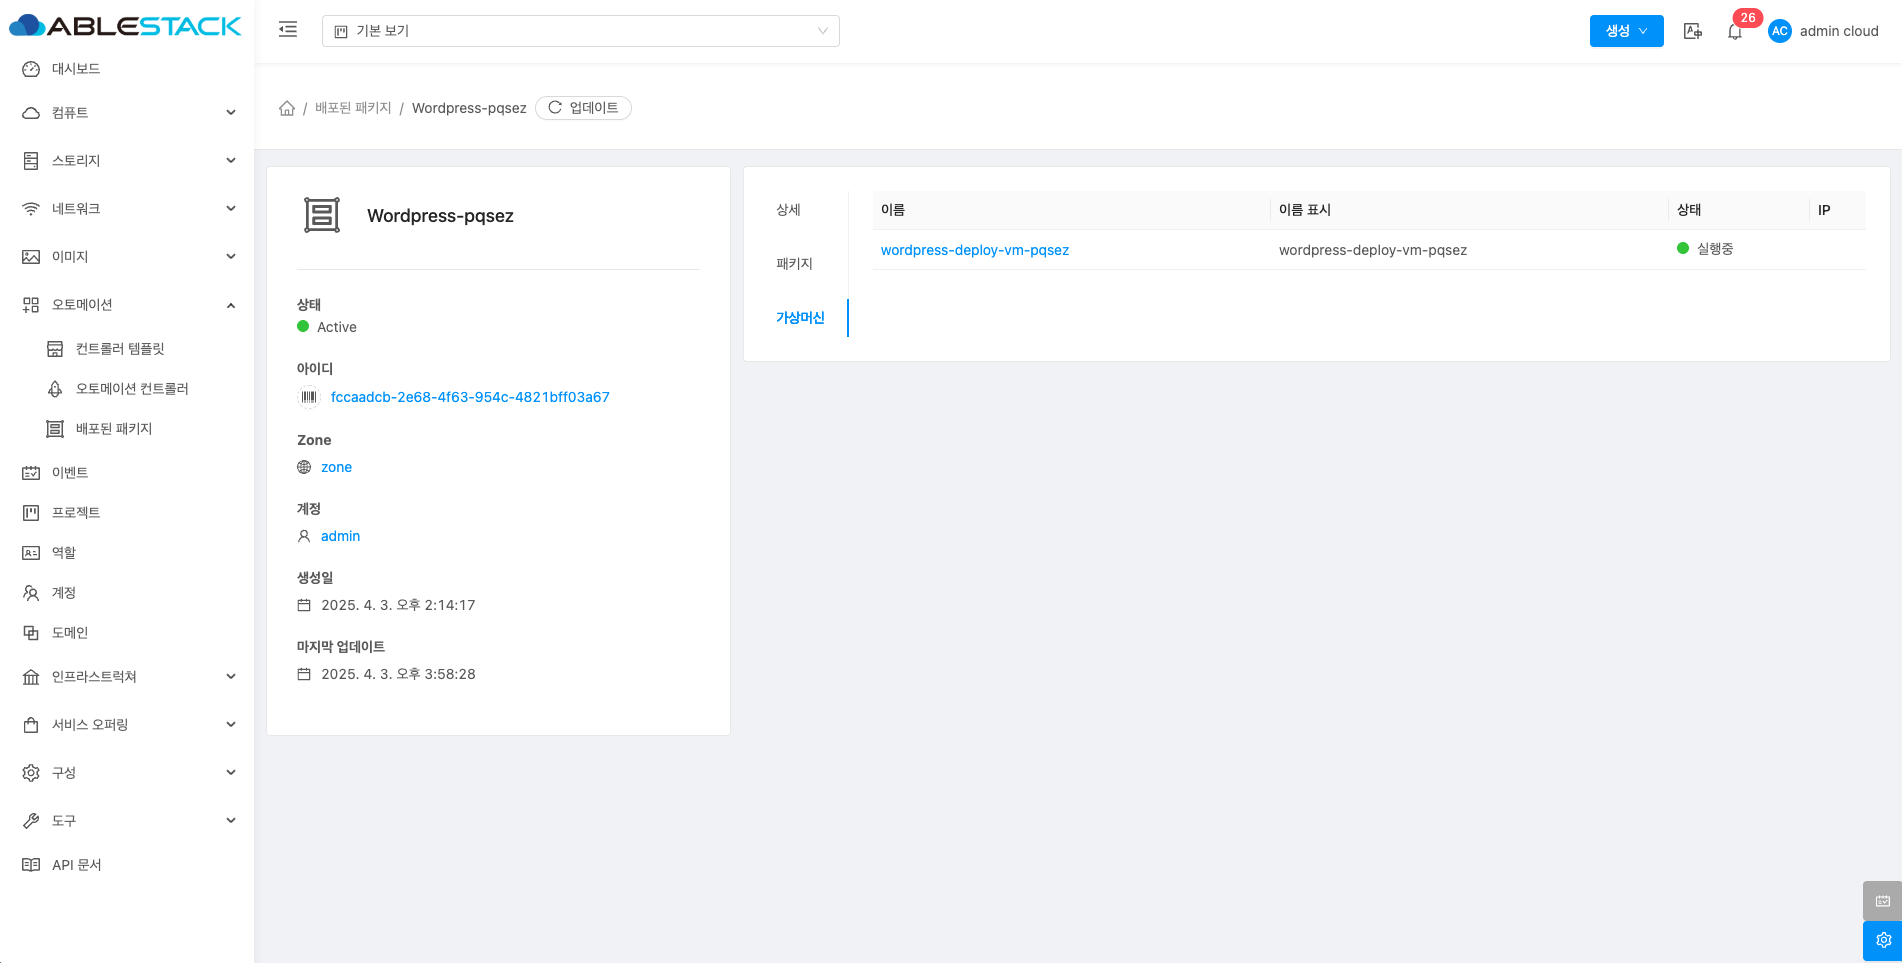 ABLESTACK
기본 보기
생성
26
AC
admin cloud
대시보드
컴퓨트
스토리지
네트워크
이미지
오토메이션
컨트롤러 템플릿
오토메이션 컨트롤러
배포된 패키지
이벤트
프로젝트
역할
계정
도메인
인프라스트럭쳐
서비스 오퍼링
구성
도구
API 문서
/ 배포된 패키지 / Wordpress-pqsez 업데이트
Wordpress-pqsez
상태
Active
아이디
fccaadcb-2e68-4f63-954c-4821bff03a67
Zone
zone
계정
admin
생성일
2025. 4. 3. 오후 2:14:17
마지막 업데이트
2025. 4. 3. 오후 3:58:28
상세
패키지
가상머신
이름 이름 표시 상태 IP
wordpress-deploy-vm-pqsez wordpress-deploy-vm-pqsez 실행중